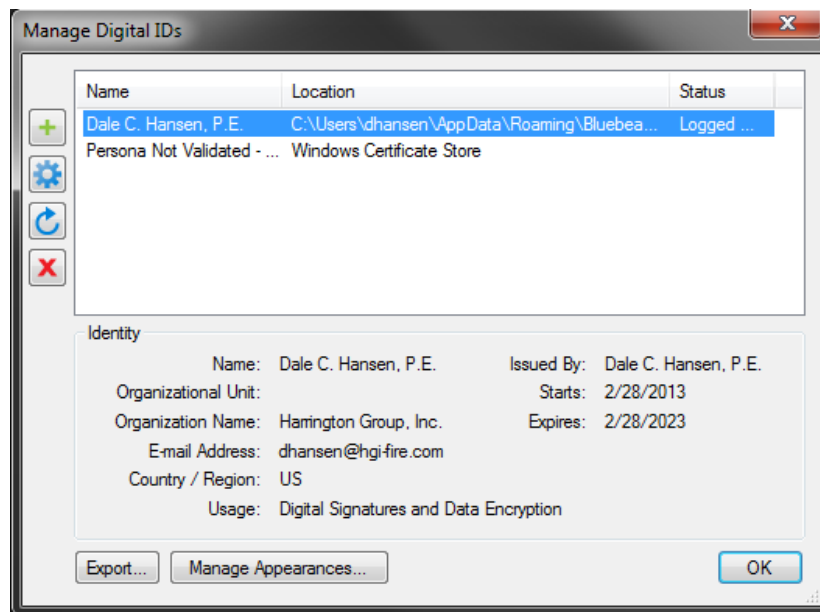 Manage Digital IDs
Name Location Status
Dale C. Hansen, P.E. C:\Users\dhansen\AppData\Roaming\Bluebea... Logged ...
Persona Not Validated - ... Windows Certificate Store
Identity
Name: Dale C. Hansen, P.E. Issued By: Dale C. Hansen, P.E.
Organizational Unit: Starts: 2/28/2013
Organization Name: Harrington Group, Inc. Expires: 2/28/2023
E-mail Address: dhansen@hgi-fire.com
Country / Region: US
Usage: Digital Signatures and Data Encryption
Export... Manage Appearances... OK